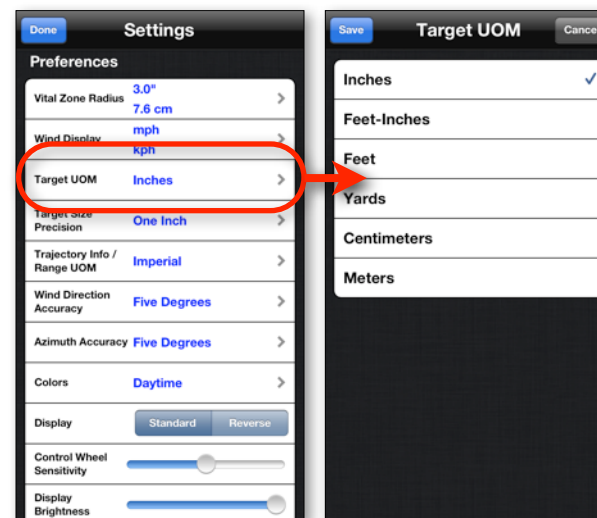 Done
Settings
Preferences
Vital Zone Radius
3.0"
7.6 cm
Wind Display
mph
kph
Target UOM
Inches
Target Size
Precision
One Inch
Trajectory Info /
Range UOM
Imperial
Wind Direction
Accuracy
Five Degrees
Azimuth Accuracy
Five Degrees
Colors
Daytime
Display
Standard
Reverse
Control Wheel
Sensitivity
Display
Brightness
Save
Target UOM
Cance
Inches
Feet-Inches
Feet
Yards
Centimeters
Meters